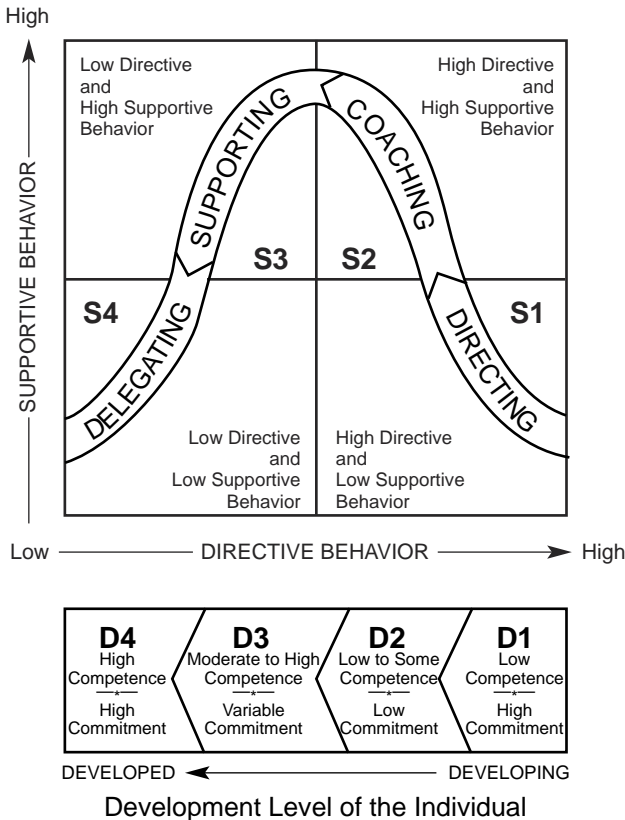 High
Low Directive
and
High Supportive
Behavior
High Directive
and
High Supportive
Behavior
SUPPORTING
COACHING
SUPPORTIVE BEHAVIOR
S3
S2
S4
S1
DELEGATING
DIRECTING
Low Directive
and
Low Supportive
Behavior
High Directive
and
Low Supportive
Behavior
Low
DIRECTIVE BEHAVIOR
High
D4
High
Competence
*
High
Commitment
D3
Moderate to High
Competence
*
Variable
Commitment
D2
Low to Some
Competence
*
Low
Commitment
D1
Low
Competence
*
High
Commitment
DEVELOPED
DEVELOPING
Development Level of the Individual